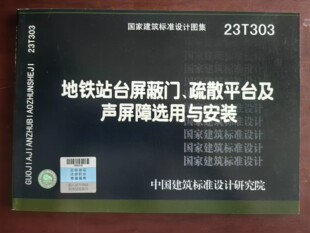 国家建筑标准设计图集 23T303
地铁站台屏蔽门、疏散平台及
声屏障选用与安装
国家建筑标准设计
国家建筑标准设计
国家建筑标准设计
国家建筑标准设计
中国建筑标准设计研究院
GUOJIAJIANZHUBIAOZHUNSHEJI 23T303